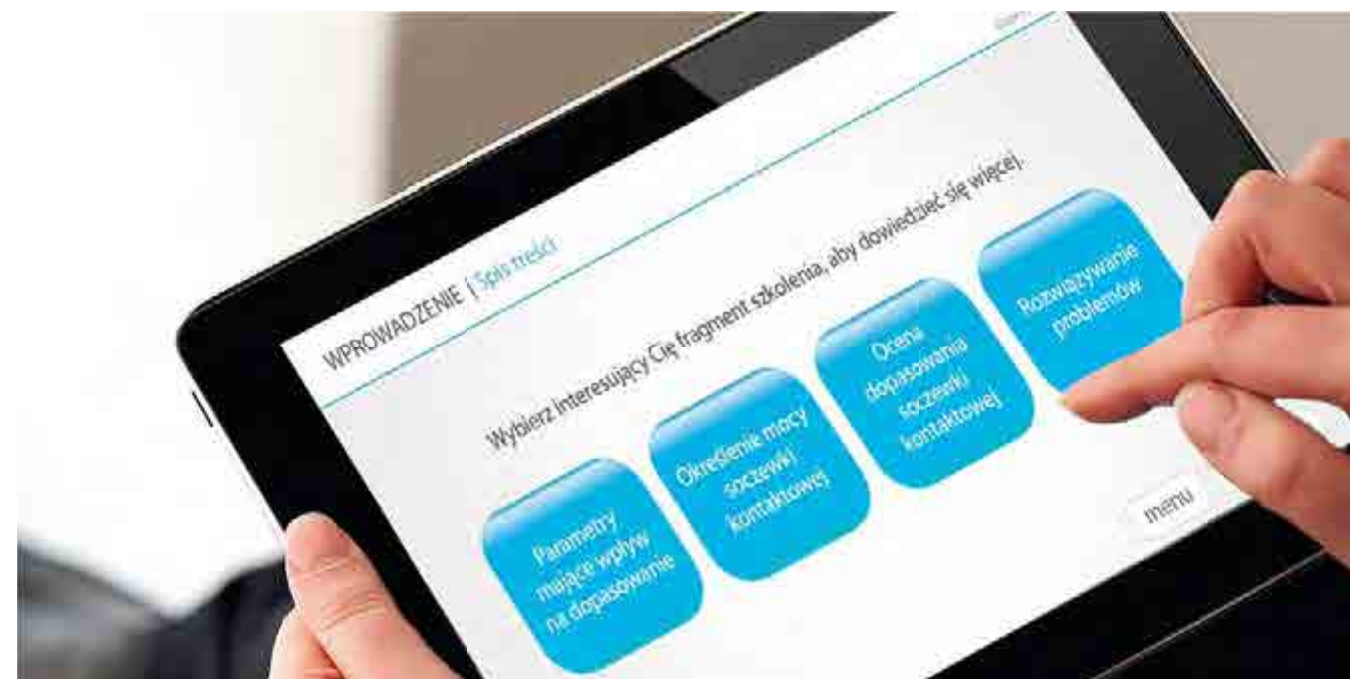 WPROWADZENIE | Spis treści
Wybierz interesujący Cię fragment szkolenia, aby dowiedzieć się więcej.
Parametry
mające wpływ
na dopasowanie
Określenie mocy
soczewki
kontaktowej
Ocena
dopasowania
soczewki
kontaktowej
Rozwiązywanie
problemów
menu